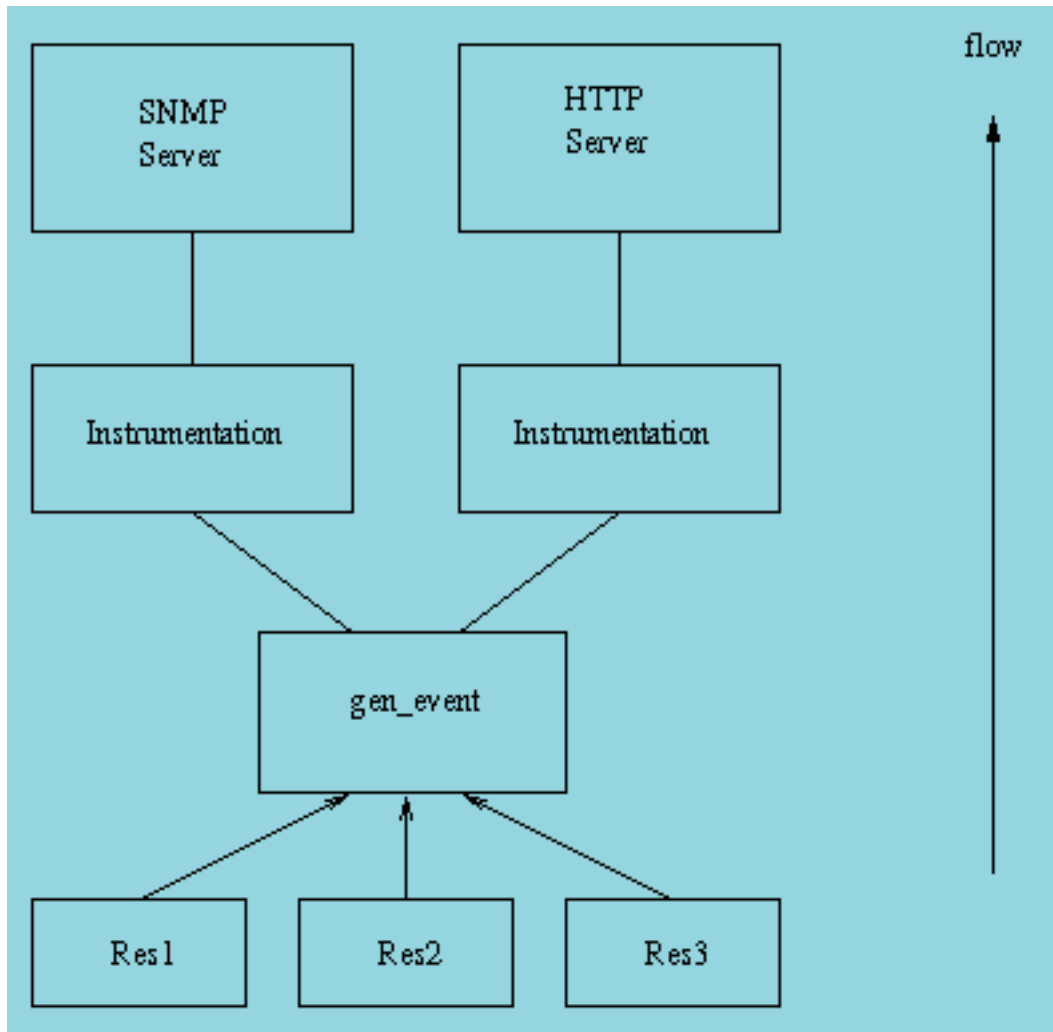 SNMP
Server
HTTP
Server
flow
Instrumentation
Instrumentation
gen_event
Res1
Res2
Res3